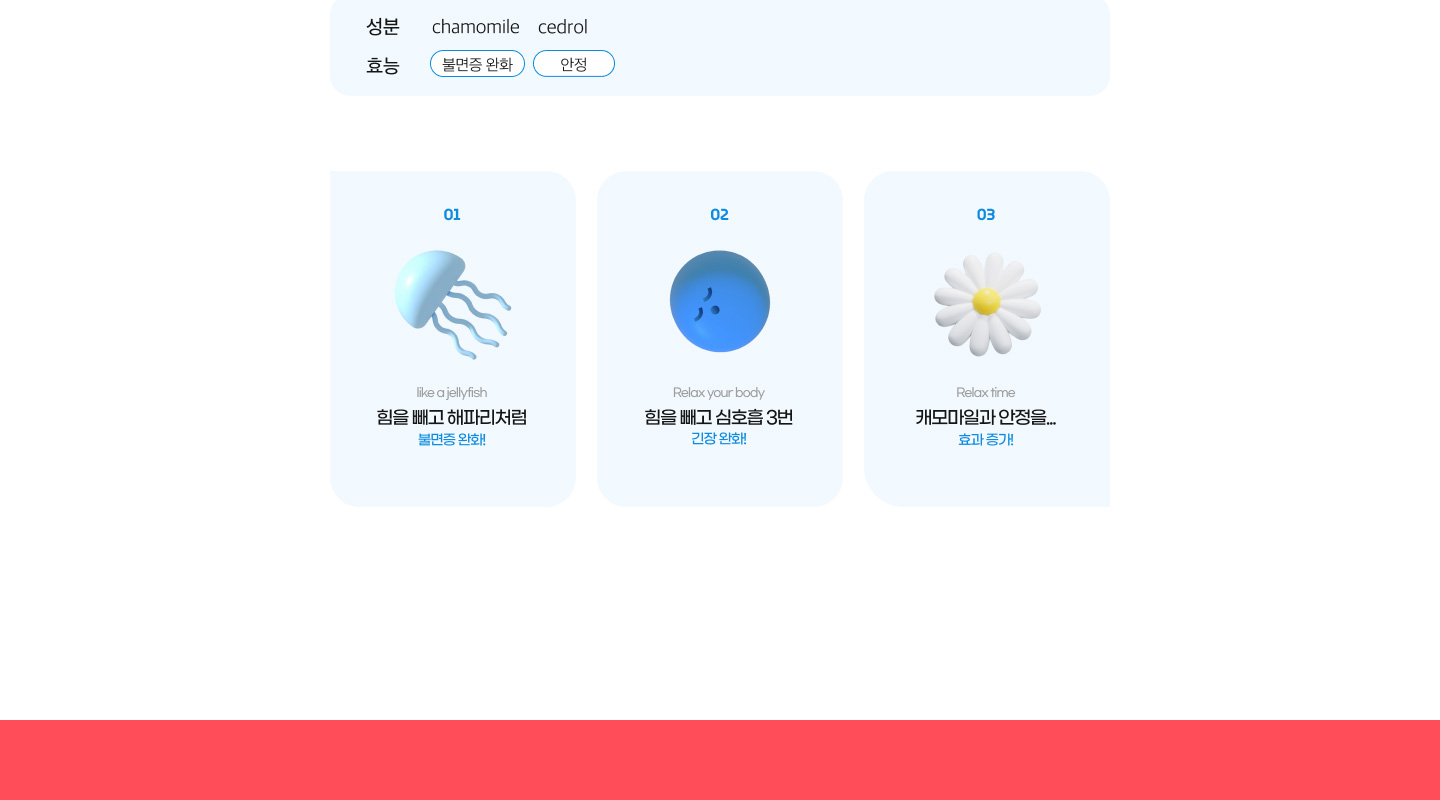 성분 chamomile cedrol
효능 불면증 완화 안정
01
like a jellyfish
힘을 빼고 해파리처럼
불면증 완화!
02
Relax your body
힘을 빼고 심호흡 3번
긴장 완화!
03
Relax time
캐모마일과 안정을...
효과 증가!